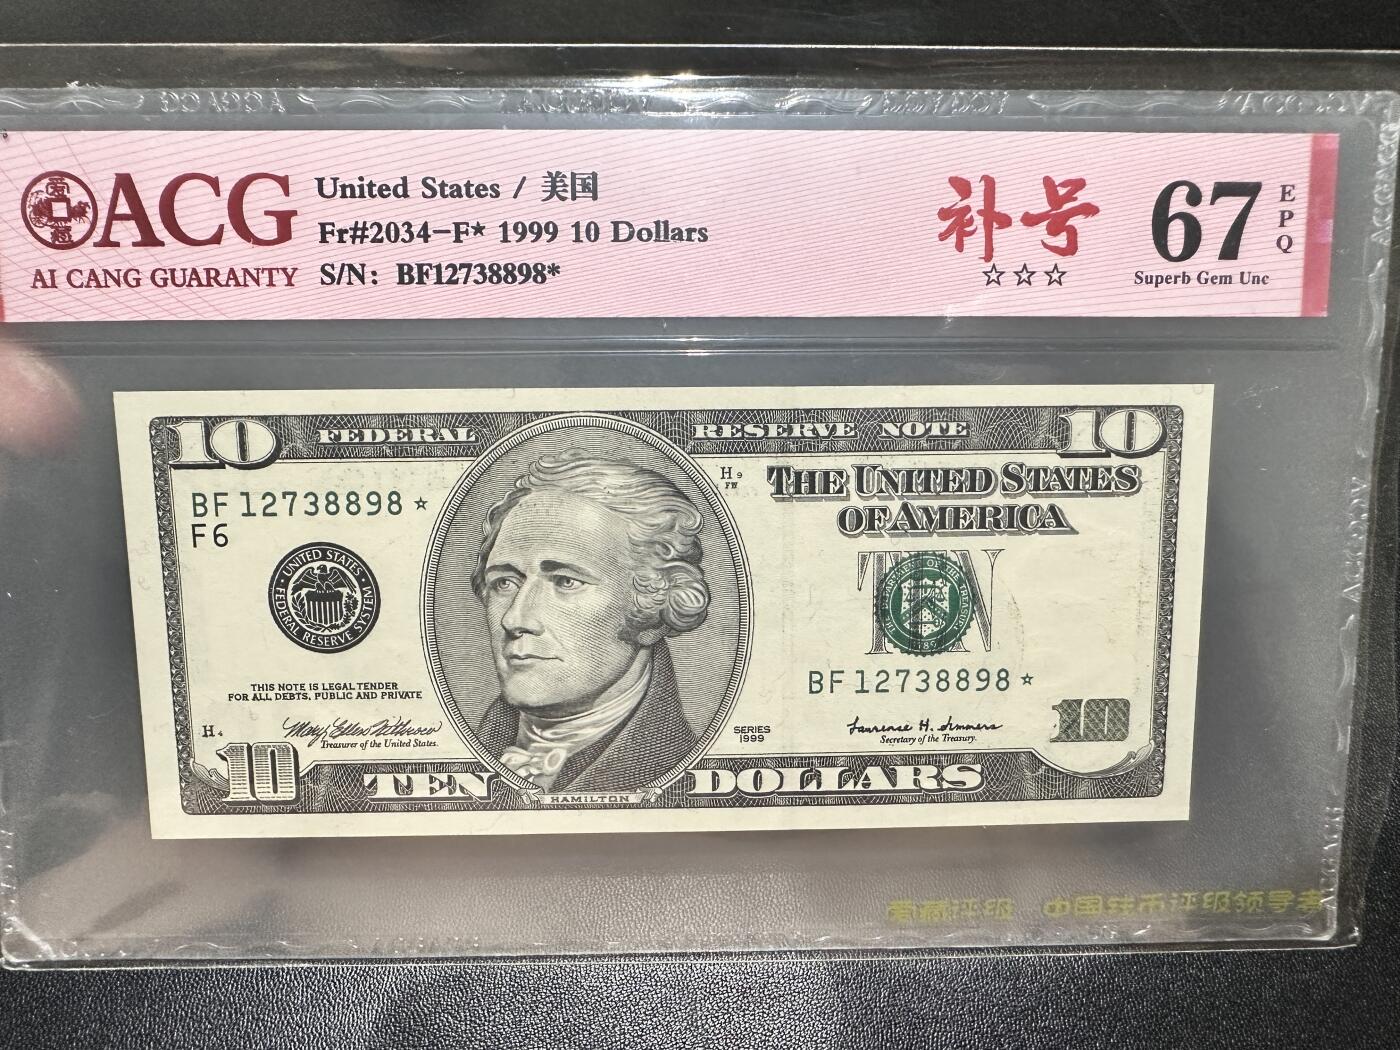 ACG
AI CANG GUARANTY
United States / 美国
Fr#2034-F★ 1999 10 Dollars
S/N: BF12738898*
补号
☆☆☆
67
EPQ
Superb Gem Unc
10 FEDERAL RESERVE NOTE 10
BF 12738898 ★
F6
H 9
FW
THE UNITED STATES
OF AMERICA
UNITED STATES
FEDERAL RESERVE SYSTEM
TEN
BF 12738898 ★
THIS NOTE IS LEGAL TENDER
FOR ALL DEBTS, PUBLIC AND PRIVATE
H4
Treasurer of the United States.
SERIES
1999
Lawrence H. Summers
Secretary of the Treasury.
10
10
TEN DOLLARS
HAMILTON
爱藏评级 中国钱币评级领导者